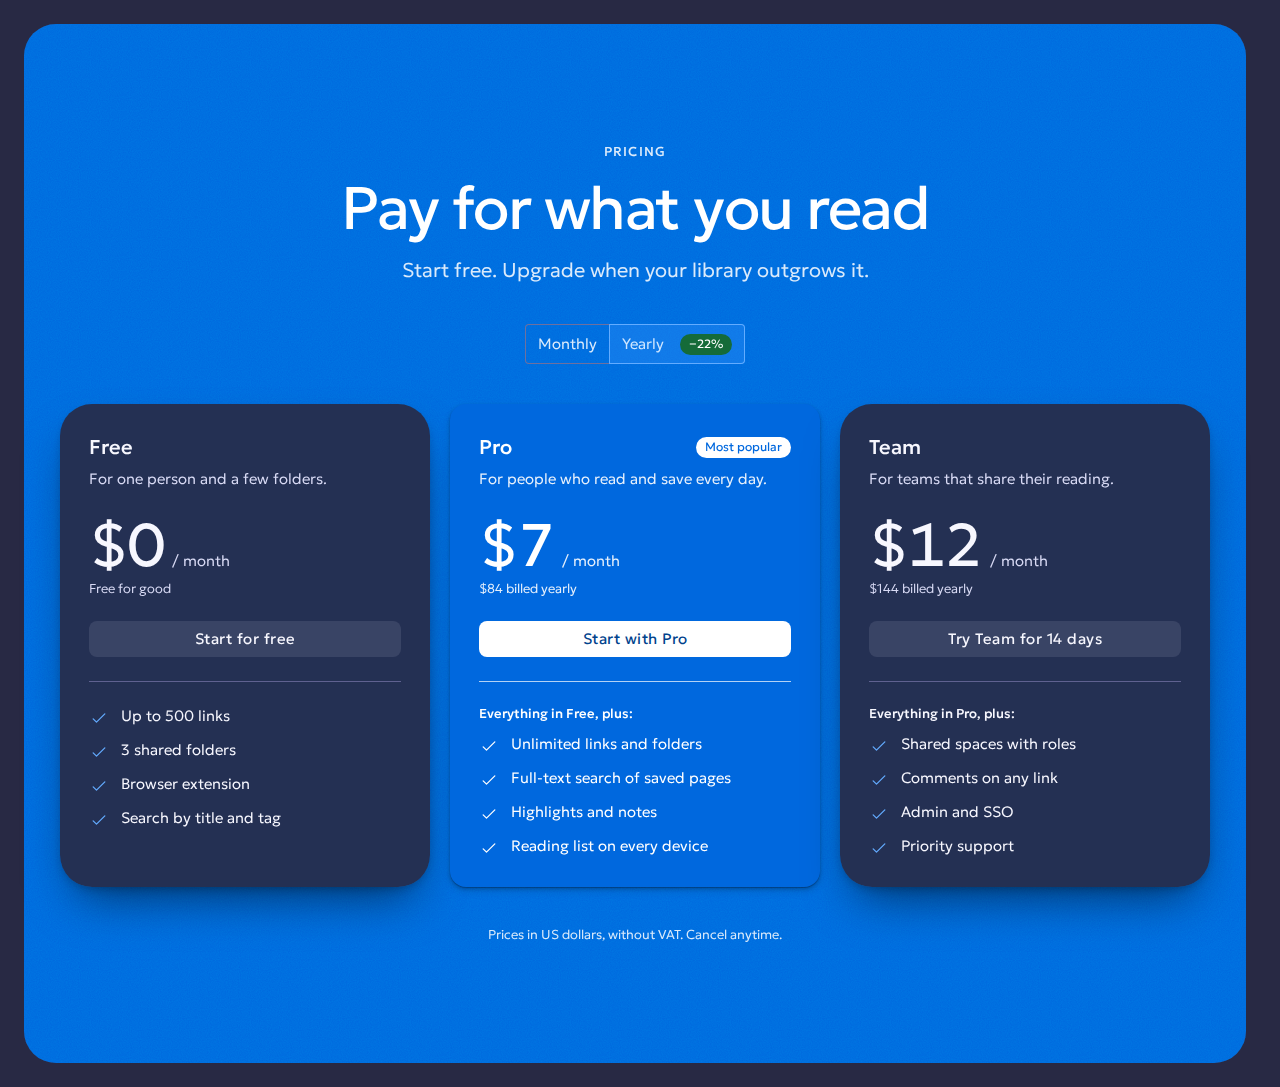 PRICING
Pay for what you read
Start free. Upgrade when your library outgrows it.
Monthly
Yearly
−22%
Free
For one person and a few folders.
$0 / month
Free for good
Start for free
Up to 500 links
3 shared folders
Browser extension
Search by title and tag
Pro
Most popular
For people who read and save every day.
$7 / month
$84 billed yearly
Start with Pro
Everything in Free, plus:
Unlimited links and folders
Full-text search of saved pages
Highlights and notes
Reading list on every device
Team
For teams that share their reading.
$12 / month
$144 billed yearly
Try Team for 14 days
Everything in Pro, plus:
Shared spaces with roles
Comments on any link
Admin and SSO
Priority support
Prices in US dollars, without VAT. Cancel anytime.